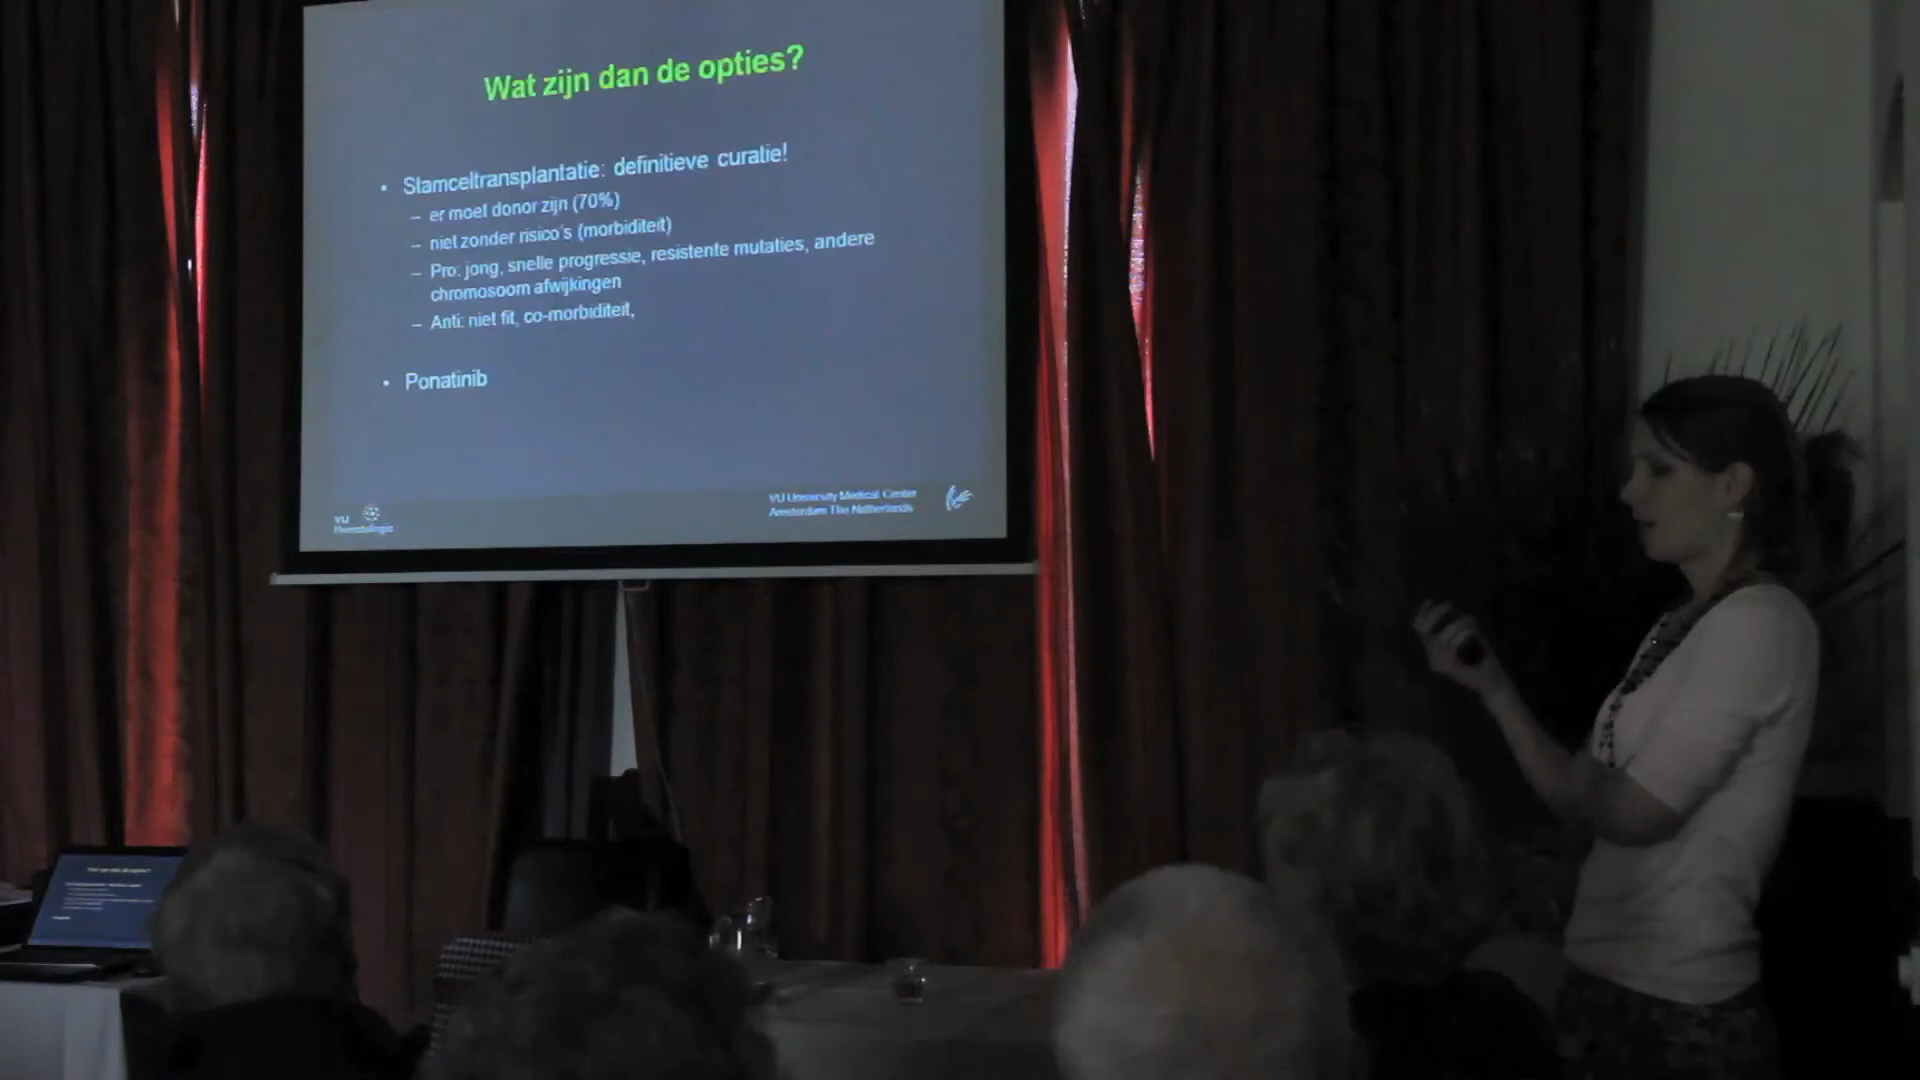 Wat zijn dan de opties?
• Stamceltransplantatie: definitieve curatie!
– er moet donor zijn (70%)
– niet zonder risico's (morbiditeit)
– Pro: jong, snelle progressie, resistente mutaties, andere
chromosoom afwijkingen
– Anti: niet fit, co-morbiditeit,
• Ponatinib
VU
VU University Medical Center
Amsterdam The Netherlands